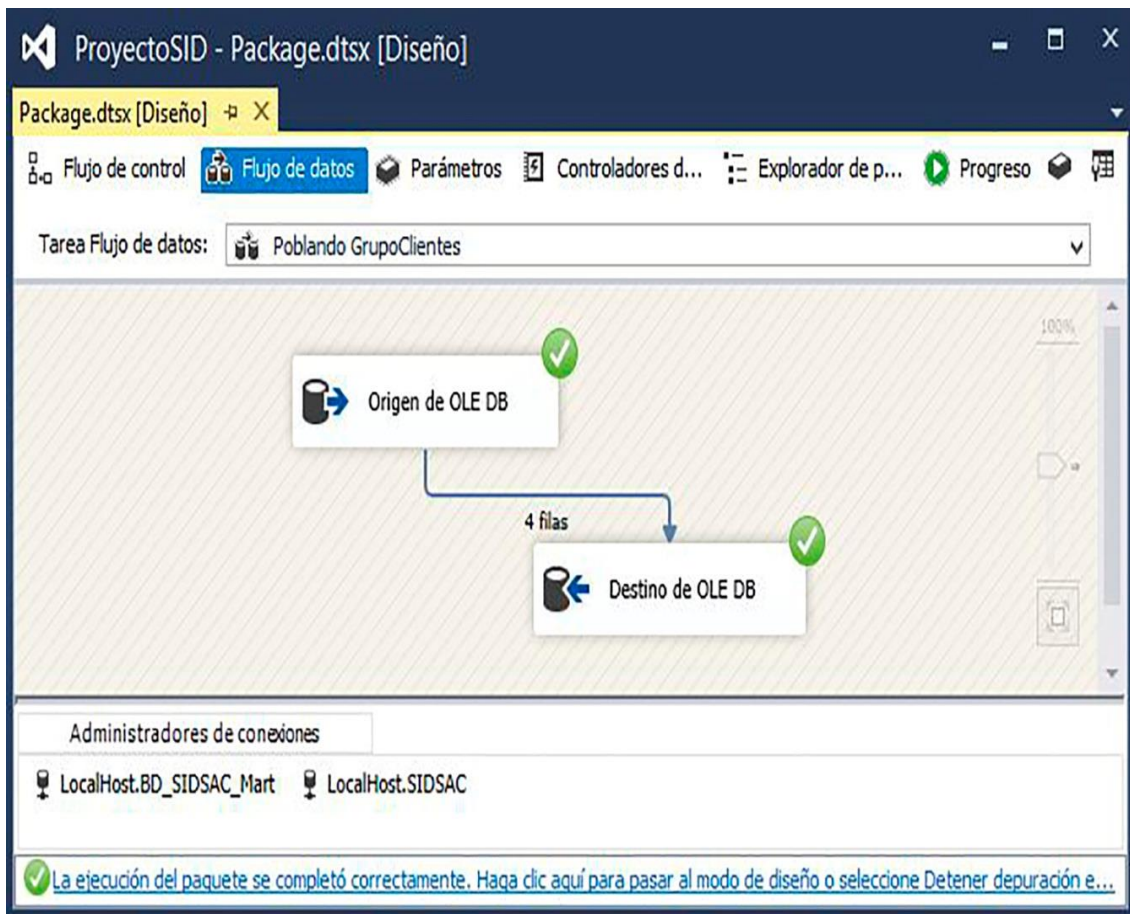 ProyectoSID - Package.dtsx [Diseño]
Package.dtsx [Diseño]
Flujo de control Flujo de datos Parámetros Controladores d... Explorador de p... Progreso
Tarea Flujo de datos: Poblando GrupoClientes
100%
Origen de OLE DB
4 filas
Destino de OLE DB
Administradores de conexiones
LocalHost.BD_SIDSAC_Mart LocalHost.SIDSAC
La ejecución del paquete se completó correctamente. Haga clic aquí para pasar al modo de diseño o seleccione Detener depuración e...